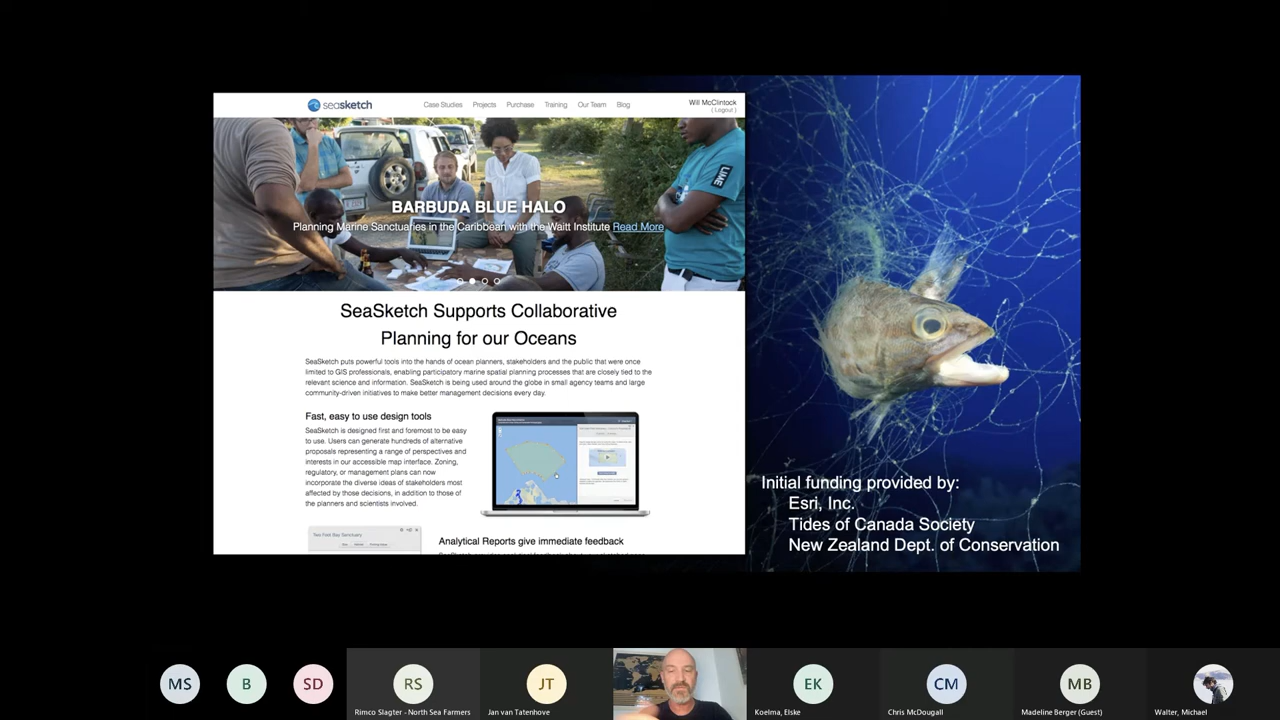 seasketch
Case Studies Projects Purchase Training Our Team Blog
Will McClintock
( Logout )
LIME
BARBUDA BLUE HALO
Planning Marine Sanctuaries in the Caribbean with the Waitt Institute Read More
SeaSketch Supports Collaborative
Planning for our Oceans
SeaSketch puts powerful tools into the hands of ocean planners, stakeholders and the public that were once
limited to GIS professionals, enabling participatory marine spatial planning processes that are closely tied to the
relevant science and information. SeaSketch is being used around the globe in small agency teams and large
community-driven initiatives to make better management decisions every day.
Fast, easy to use design tools
SeaSketch is designed first and foremost to be easy
to use. Users can generate hundreds of alternative
proposals representing a range of perspectives and
interests in our accessible map interface. Zoning,
regulatory, or management plans can now
incorporate the diverse ideas of stakeholders most
affected by those decisions, in addition to those of
the planners and scientists involved.
Two Foot Bay Sanctuary
Analytical Reports give immediate feedback
Initial funding provided by:
Esri, Inc.
Tides of Canada Society
New Zealand Dept. of Conservation
MS
B
SD
RS
Rimco Slagter - North Sea Farmers
JT
Jan van Tatenhove
EK
Koelma, Elske
CM
Chris McDougall
MB
Madeline Berger (Guest)
Walter, Michael